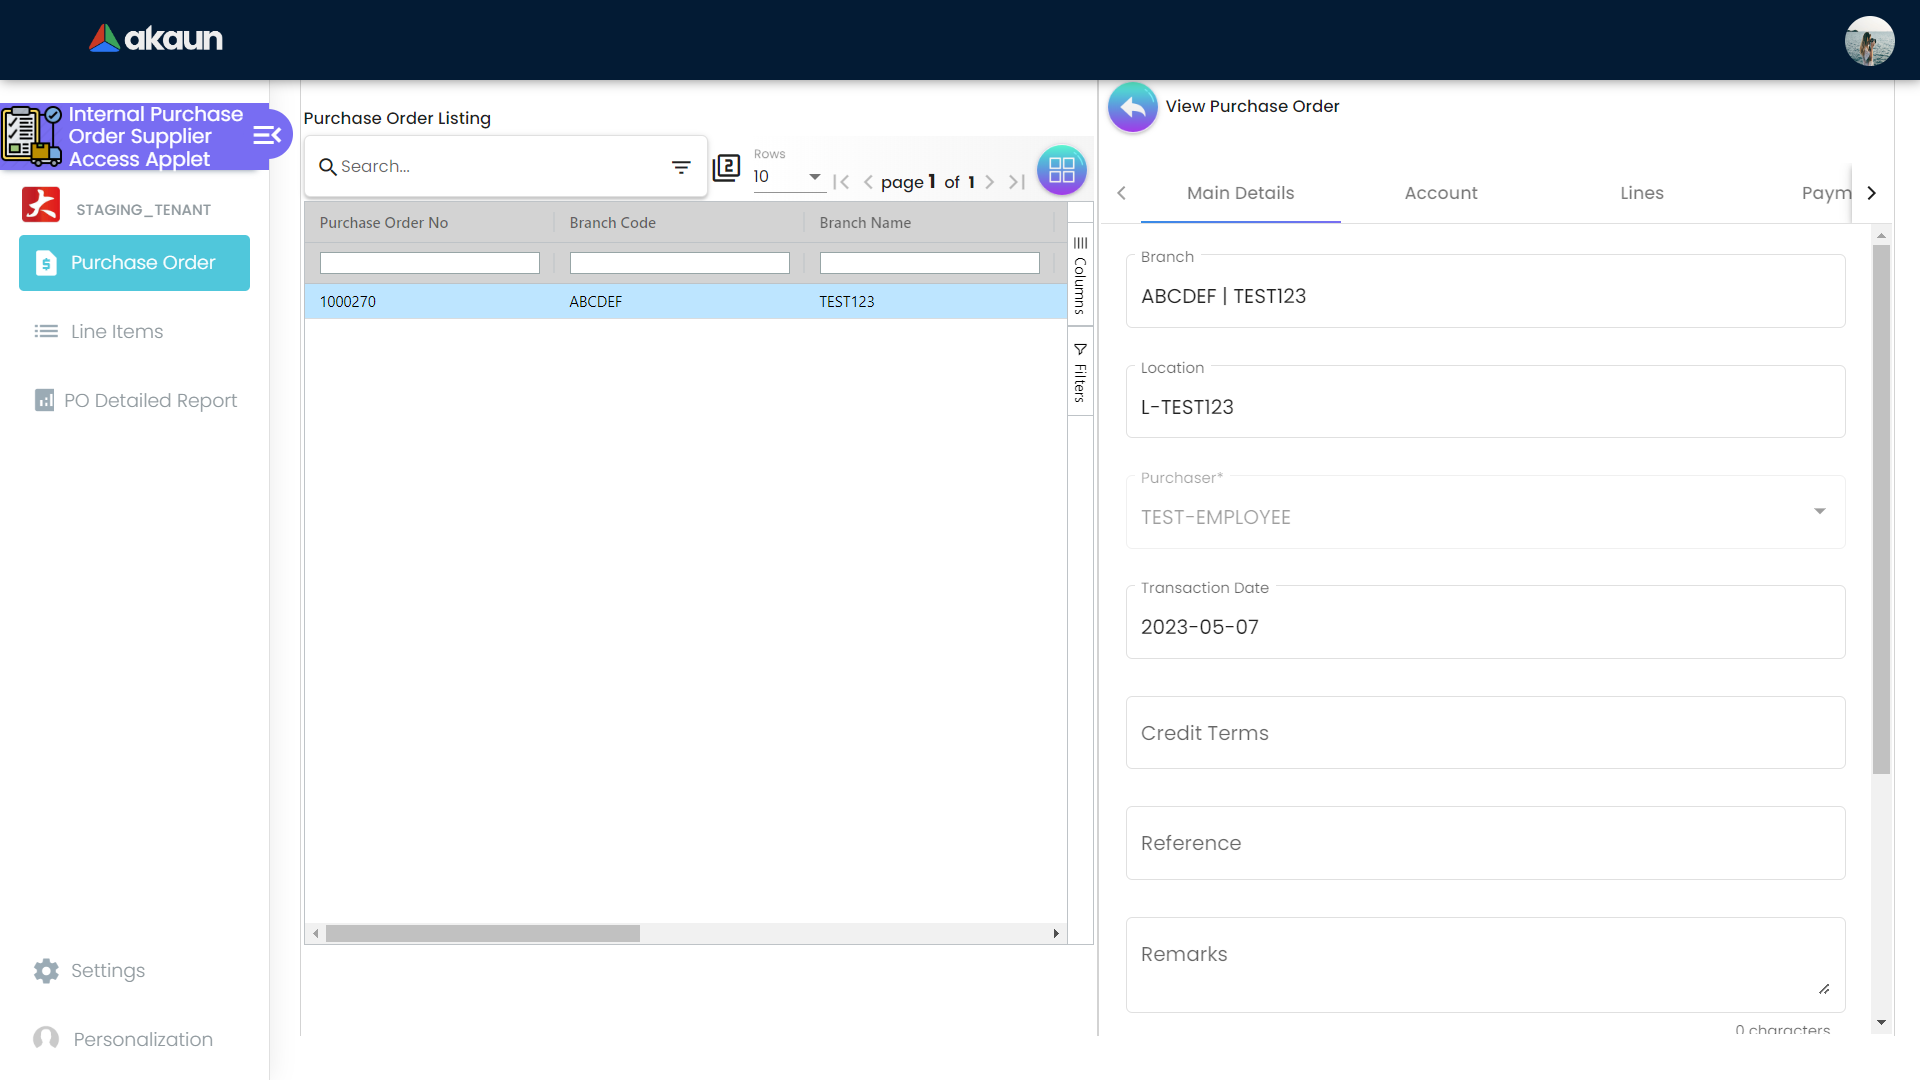 akaun
Internal Purchase
Order Supplier
Access Applet
STAGING_TENANT
Purchase Order
Line Items
PO Detailed Report
Settings
Personalization
Purchase Order Listing
Search...
2
Rows
10
page 1 of 1
Purchase Order No Branch Code Branch Name
1000270 ABCDEF TEST123
Columns
Filters
View Purchase Order
Main Details Account Lines Paym
Branch
ABCDEF | TEST123
Location
L-TEST123
Purchaser*
TEST-EMPLOYEE
Transaction Date
2023-05-07
Credit Terms
Reference
Remarks
0 characters